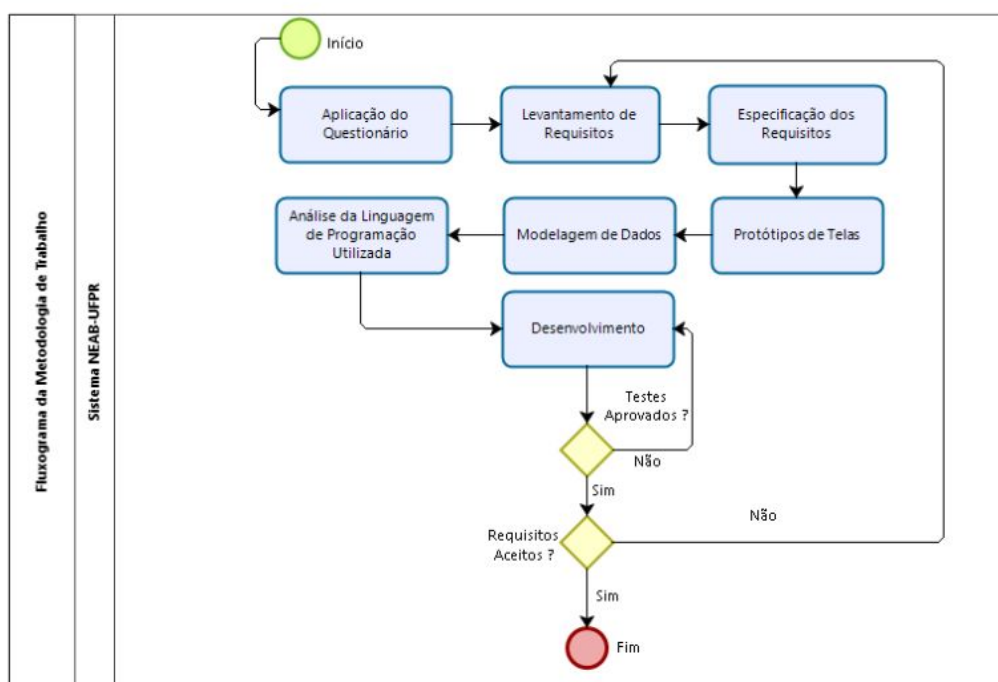 Fluxograma da Metodologia de Trabalho
Sistema NEAB-UFPR
Início
Aplicação do
Questionário
Levantamento de
Requisitos
Especificação dos
Requisitos
Análise da Linguagem
de Programação
Utilizada
Modelagem de Dados
Protótipos de Telas
Desenvolvimento
Testes
Aprovados ?
Não
Sim
Requisitos
Aceitos ?
Não
Sim
Fim